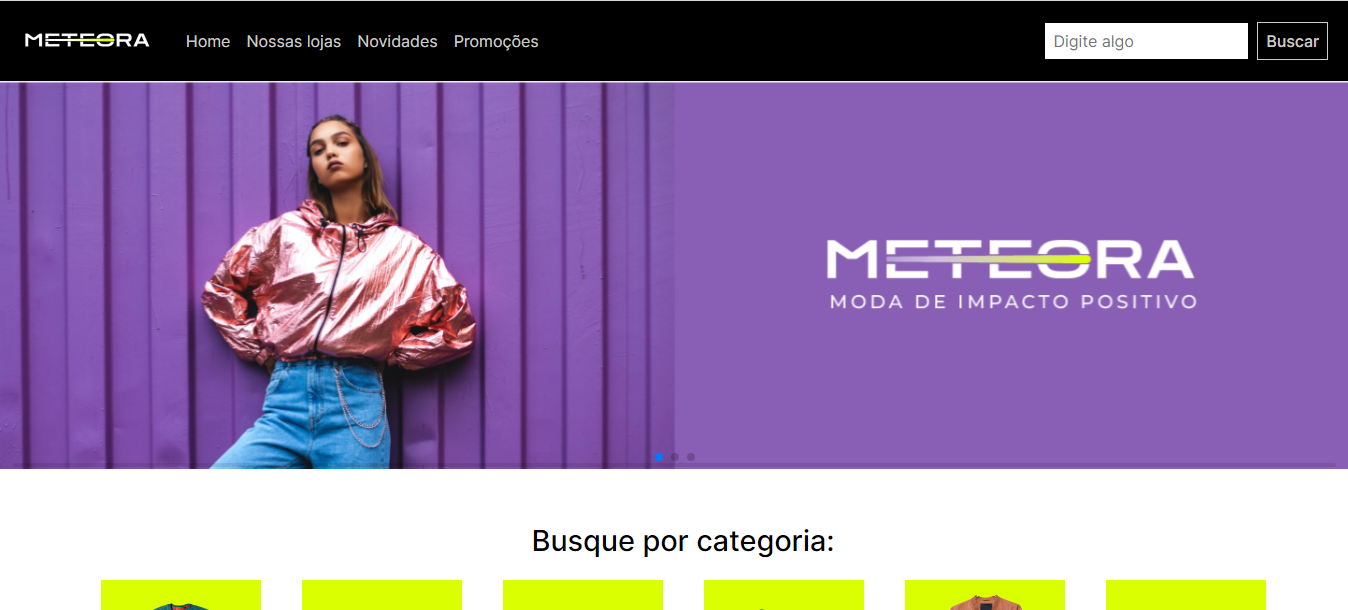 METEORA Home Nossas lojas Novidades Promoções Digite algo Buscar
METEORA
MODA DE IMPACTO POSITIVO
Busque por categoria: